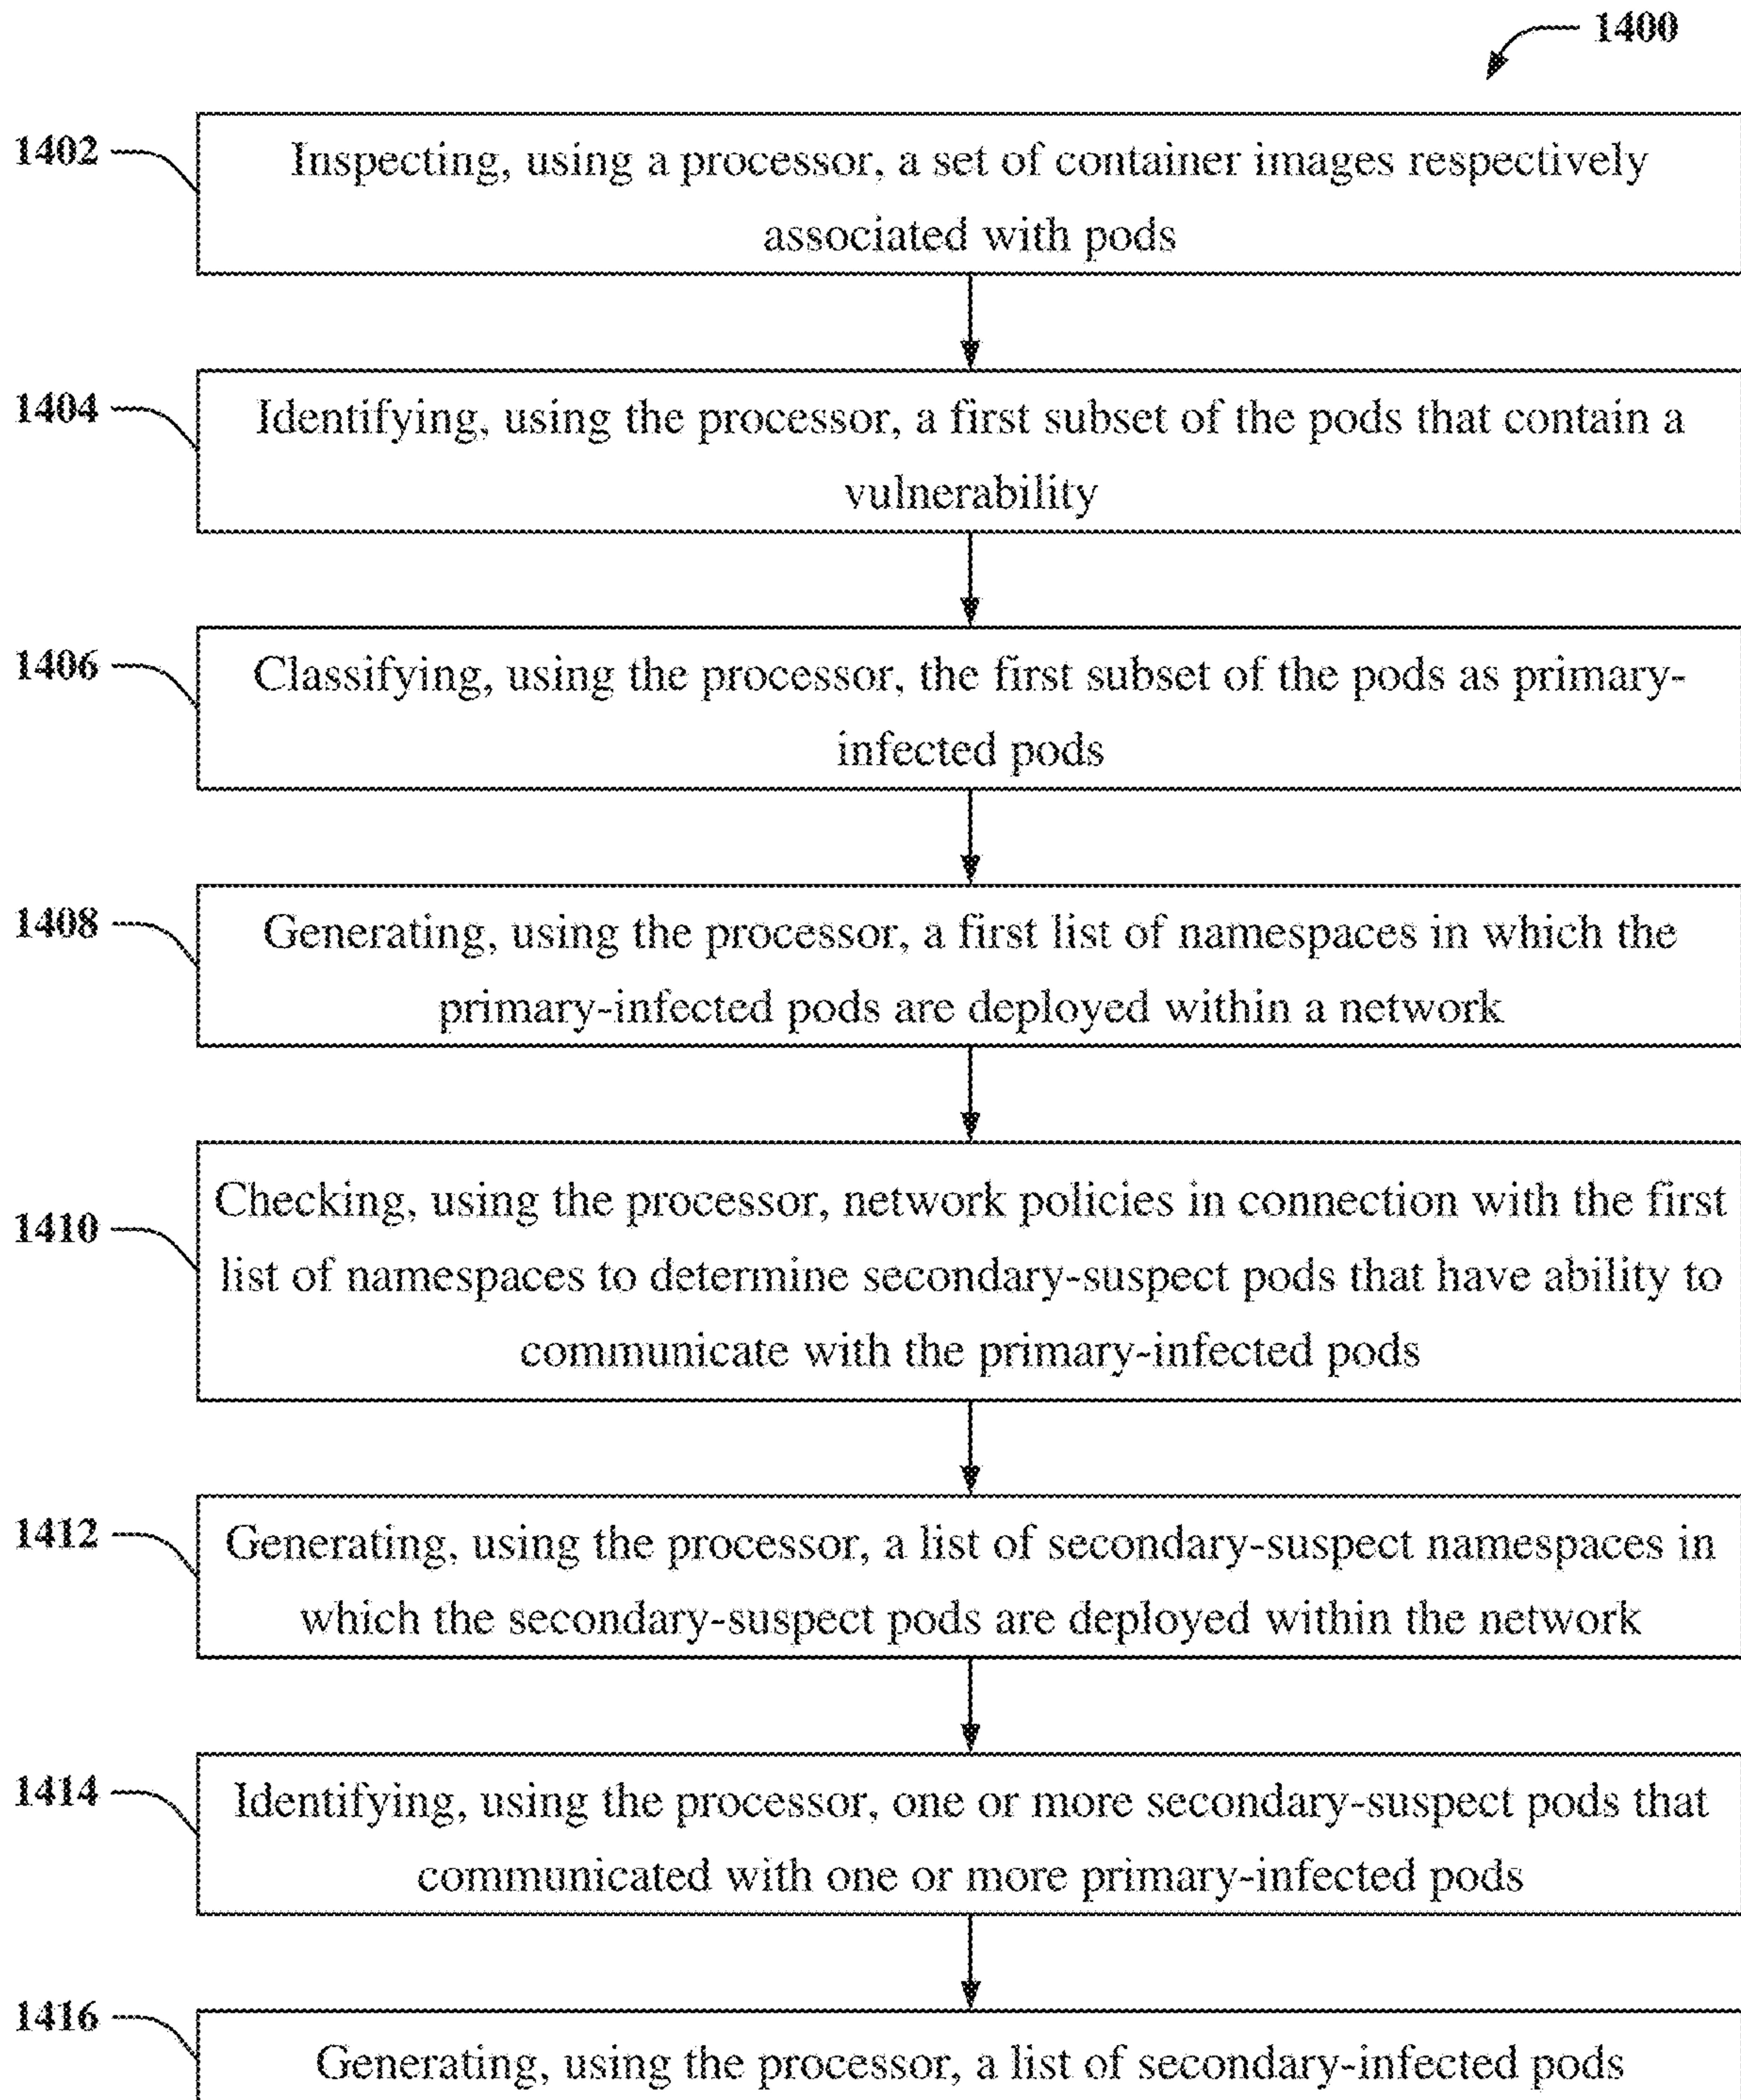 1400
1402
Inspecting, using a processor, a set of container images respectively
associated with pods
1404
Identifying, using the processor, a first subset of the pods that contain a
vulnerability
1406
Classifying, using the processor, the first subset of the pods as primary-
infected pods
1408
Generating, using the processor, a first list of namespaces in which the
primary-infected pods are deployed within a network
1410
Checking, using the processor, network policies in connection with the first
list of namespaces to determine secondary-suspect pods that have ability to
communicate with the primary-infected pods
1412
Generating, using the processor, a list of secondary-suspect namespaces in
which the secondary-suspect pods are deployed within the network
1414
Identifying, using the processor, one or more secondary-suspect pods that
communicated with one or more primary-infected pods
1416
Generating, using the processor, a list of secondary-infected pods